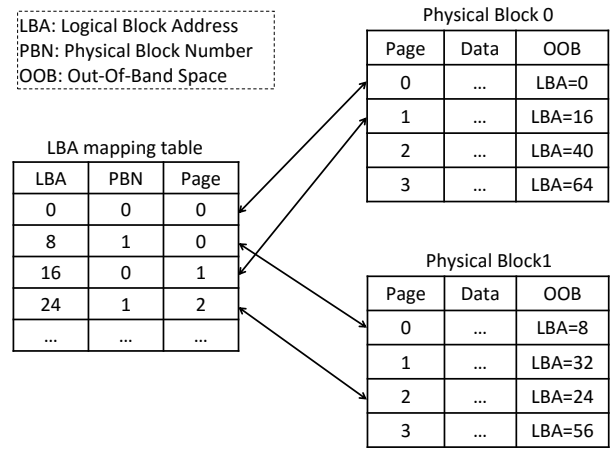 LBA: Logical Block Address
PBN: Physical Block Number
OOB: Out-Of-Band Space
LBA mapping table
LBA PBN Page
0 0 0
8 1 0
16 0 1
24 1 2
... ... ...
Physical Block 0
Page Data OOB
0 ... LBA=0
1 ... LBA=16
2 ... LBA=40
3 ... LBA=64
Physical Block1
Page Data OOB
0 ... LBA=8
1 ... LBA=32
2 ... LBA=24
3 ... LBA=56